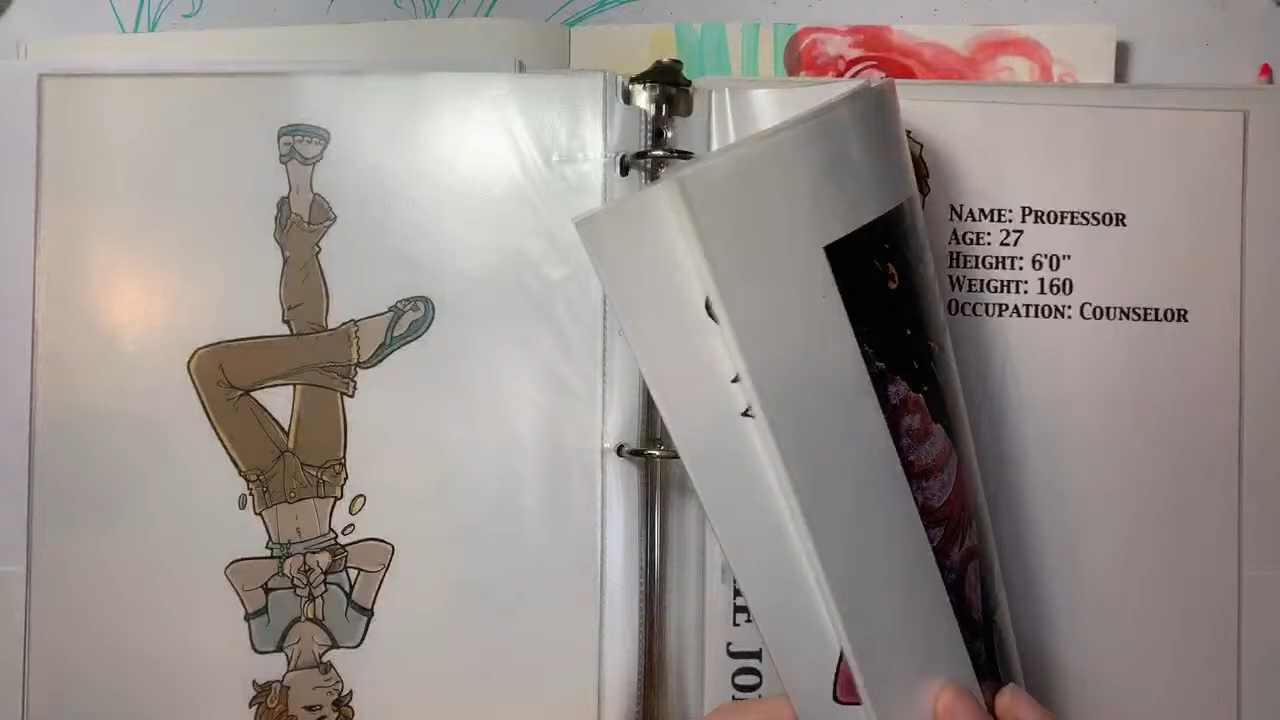 NAME: PROFESSOR
AGE: 27
HEIGHT: 6'0"
WEIGHT: 160
OCCUPATION: COUNSELOR